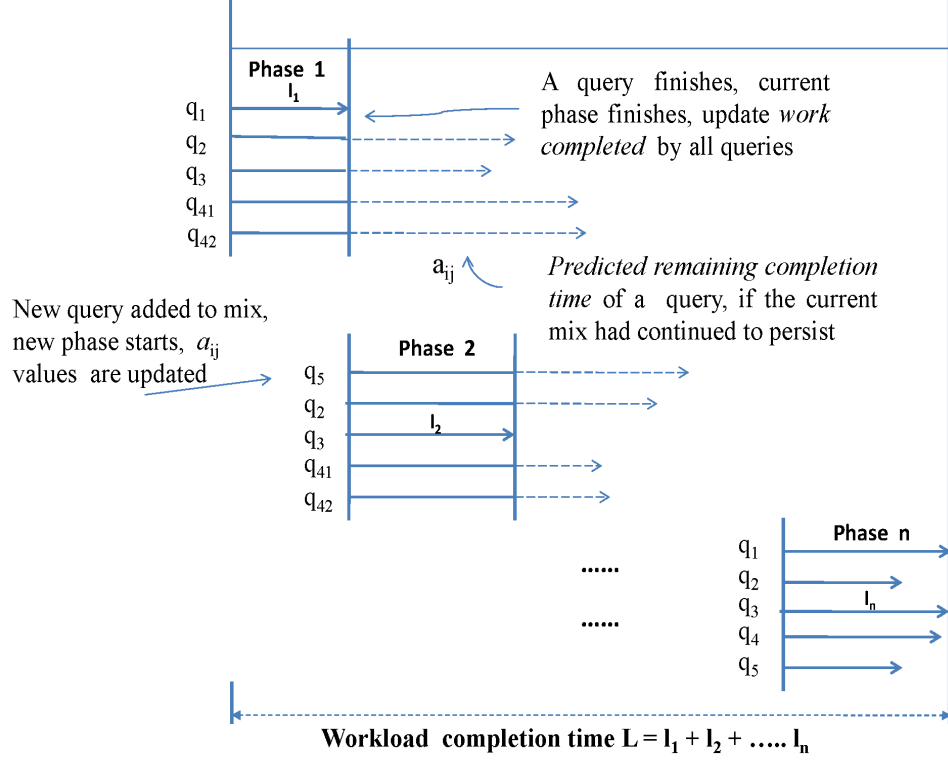 Phase 1
l₁
q₁
q₂
q₃
q₄₁
q₄₂
A query finishes, current
phase finishes, update work
completed by all queries
aᵢⱼ
Predicted remaining completion
time of a query, if the current
mix had continued to persist
New query added to mix,
new phase starts, aᵢⱼ
values are updated
Phase 2
q₅
q₂
l₂
q₃
q₄₁
q₄₂
Phase n
q₁
q₂
lₙ
q₃
q₄
q₅
......
......
Workload completion time L = l₁ + l₂ + ….. lₙ